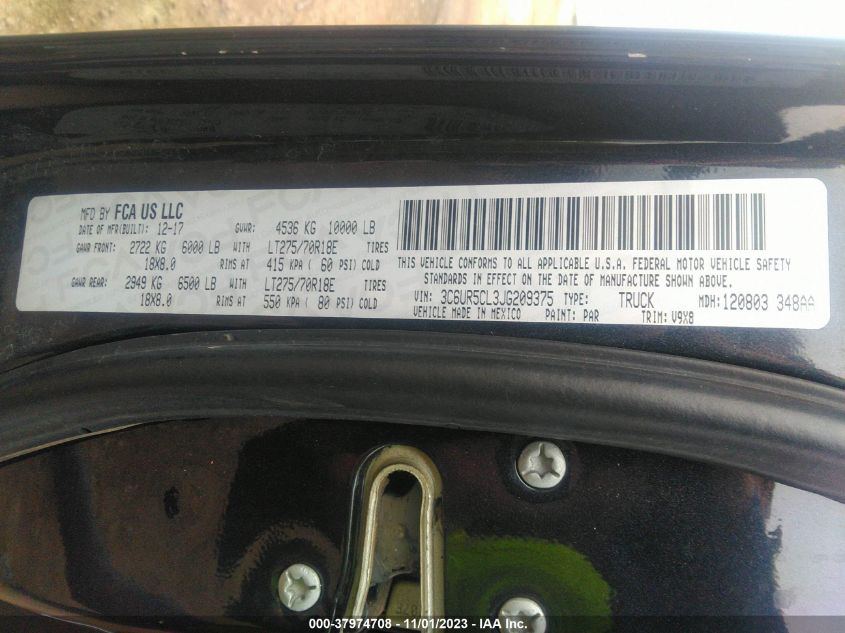 MFD BY FCA US LLC
DATE OF MFR(BUILT): 12-17 GVWR: 4536 KG 10000 LB
GAWR FRONT: 2722 KG 6000 LB WITH LT275/70R18E TIRES
18X8.0 RIMS AT 415 KPA ( 60 PSI) COLD
GAWR REAR: 2949 KG 6500 LB WITH LT275/70R18E TIRES
18X8.0 RIMS AT 550 KPA ( 80 PSI) COLD
THIS VEHICLE CONFORMS TO ALL APPLICABLE U.S.A. FEDERAL MOTOR VEHICLE SAFETY
STANDARDS IN EFFECT ON THE DATE OF MANUFACTURE SHOWN ABOVE.
VIN: 3C6UR5CL3JG209375 TYPE: TRUCK MDH: 120803 348AA
VEHICLE MADE IN MEXICO PAINT: PAR TRIM: V9X8
000-37974708 - 11/01/2023 - IAA Inc.